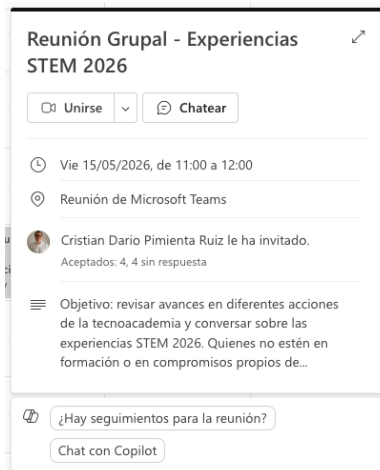 Reunión Grupal - Experiencias
STEM 2026
Unirse
Chatear
Vie 15/05/2026, de 11:00 a 12:00
Reunión de Microsoft Teams
Cristian Dario Pimienta Ruiz le ha invitado.
Aceptados: 4, 4 sin respuesta
Objetivo: revisar avances en diferentes acciones
de la tecnoacademia y conversar sobre las
experiencias STEM 2026. Quienes no estén en
formación o en compromisos propios de...
¿Hay seguimientos para la reunión?
Chat con Copilot